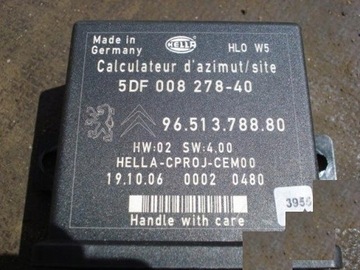 Made in
Germany
HELLA
HLO W5
Calculateur d'azimut/site
5DF 008 278-40
96.513.788.80
HW:02 SW:4.00
HELLA-CPROJ-CEM00
19.10.06 0002 0480
3956
Handle with care